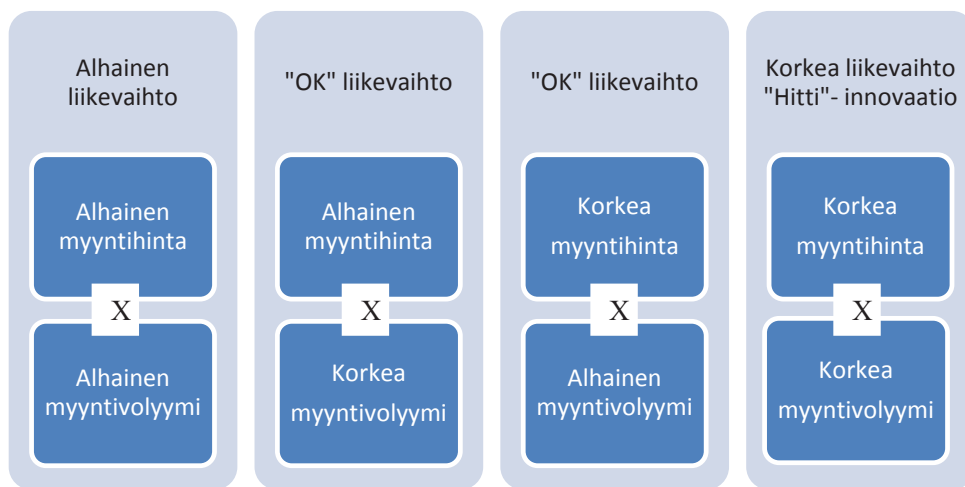 Alhainen
liikevaihto
Alhainen
myyntihinta
X
Alhainen
myyntivolyymi
"OK" liikevaihto
Alhainen
myyntihinta
X
Korkea
myyntivolyymi
"OK" liikevaihto
Korkea
myyntihinta
X
Alhainen
myyntivolyymi
Korkea liikevaihto
"Hitti"- innovaatio
Korkea
myyntihinta
X
Korkea
myyntivolyymi